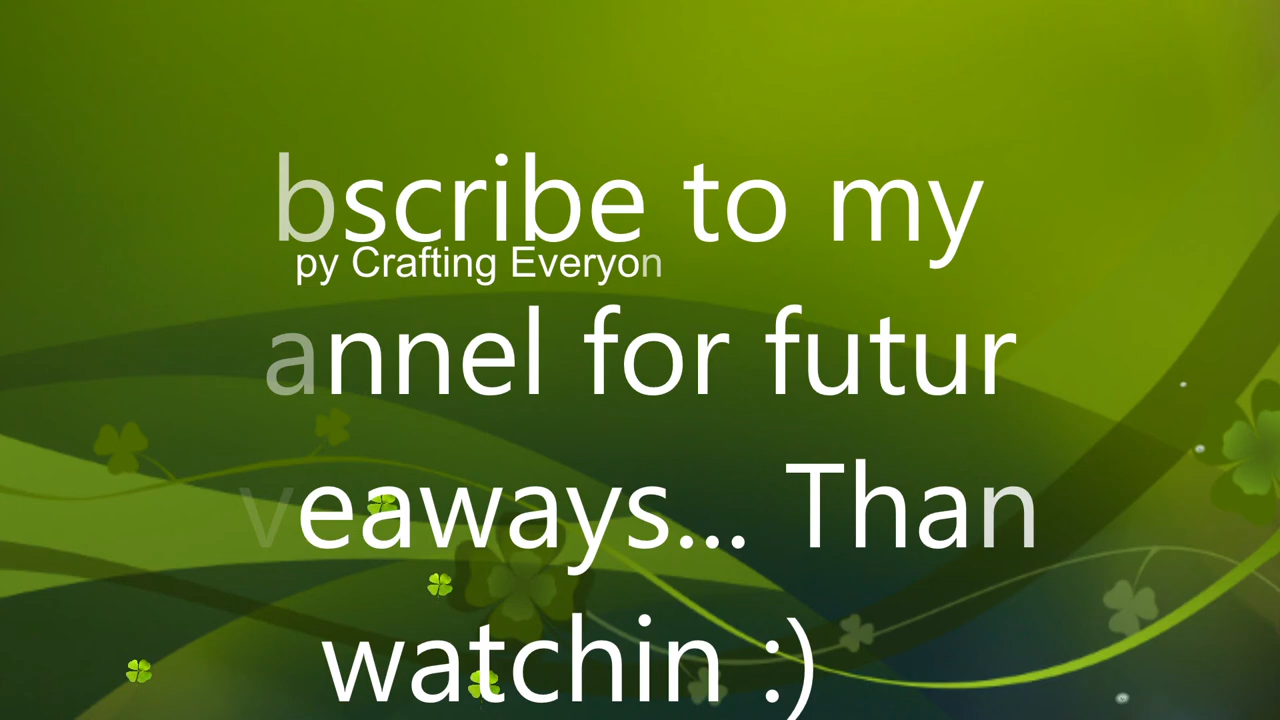 bscribe to my
py Crafting Everyon
annel for futur
veaways... Than
watchin :)